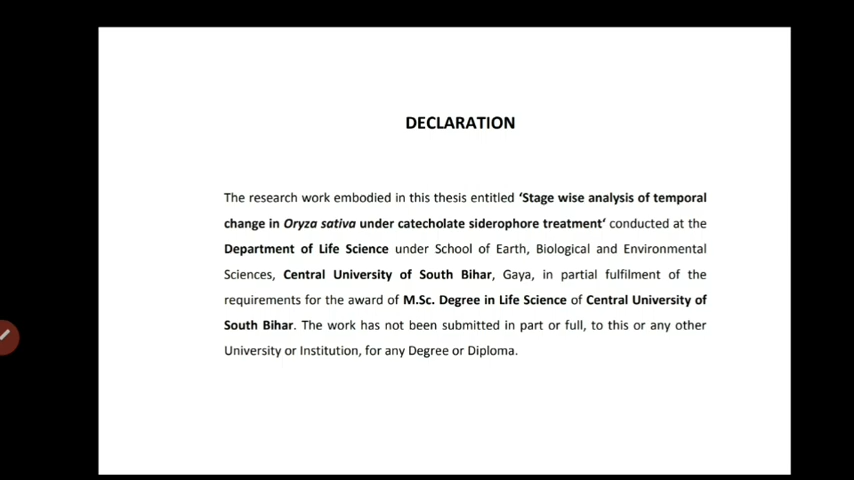 DECLARATION
The research work embodied in this thesis entitled ‘Stage wise analysis of temporal
change in Oryza sativa under catecholate siderophore treatment‘ conducted at the
Department of Life Science under School of Earth, Biological and Environmental
Sciences, Central University of South Bihar, Gaya, in partial fulfilment of the
requirements for the award of M.Sc. Degree in Life Science of Central University of
South Bihar. The work has not been submitted in part or full, to this or any other
University or Institution, for any Degree or Diploma.